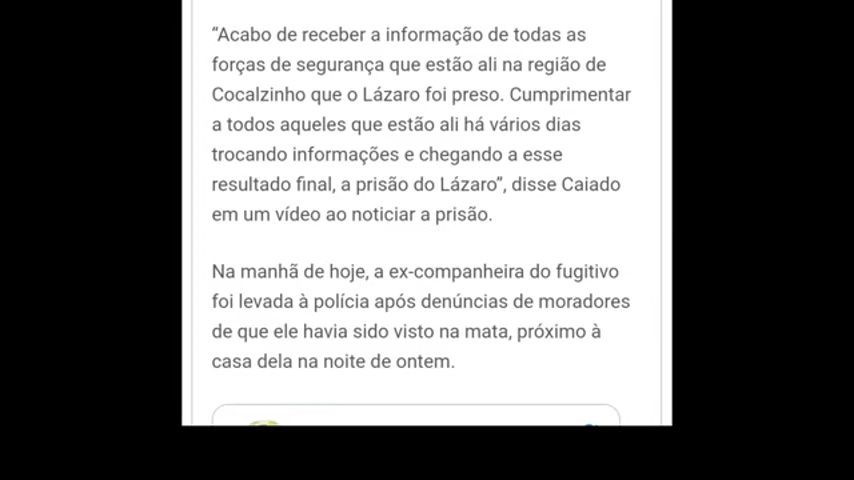 “Acabo de receber a informação de todas as
forças de segurança que estão ali na região de
Cocalzinho que o Lázaro foi preso. Cumprimentar
a todos aqueles que estão ali há vários dias
trocando informações e chegando a esse
resultado final, a prisão do Lázaro”, disse Caiado
em um vídeo ao noticiar a prisão.
Na manhã de hoje, a ex-companheira do fugitivo
foi levada à polícia após denúncias de moradores
de que ele havia sido visto na mata, próximo à
casa dela na noite de ontem.